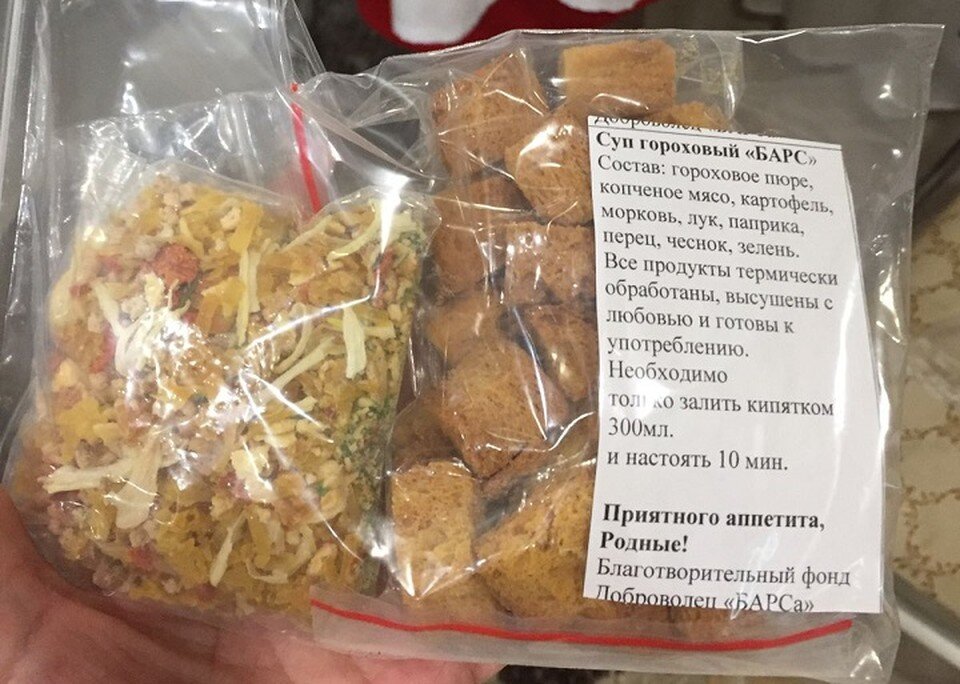 Доброволец
Суп гороховый «БАРС»
Состав: гороховое пюре,
копченое мясо, картофель,
морковь, лук, паприка,
перец, чеснок, зелень.
Все продукты термически
обработаны, высушены с
любовью и готовы к
употреблению.
Необходимо
только залить кипятком
300мл.
и настоять 10 мин.
Приятного аппетита,
Родные!
Благотворительный фонд
Доброволец «БАРСа»